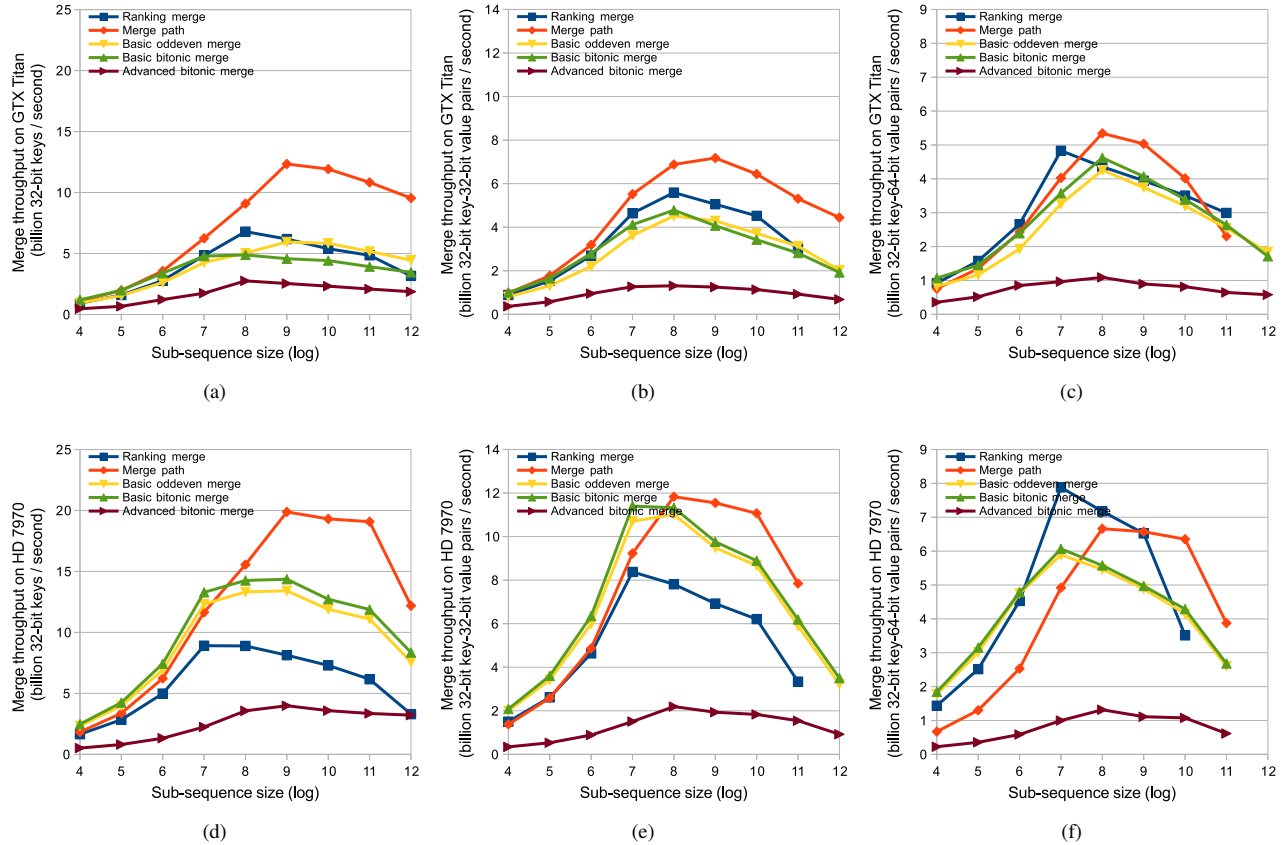 Merge throughput on GTX Titan
(billion 32-bit keys / second)
25
20
15
10
5
0
Ranking merge
Merge path
Basic oddeven merge
Basic bitonic merge
Advanced bitonic merge
4 5 6 7 8 9 10 11 12
Sub-sequence size (log)
(a)
Merge throughput on GTX Titan
(billion 32-bit key-32-bit value pairs / second)
14
12
10
8
6
4
2
0
Ranking merge
Merge path
Basic oddeven merge
Basic bitonic merge
Advanced bitonic merge
4 5 6 7 8 9 10 11 12
Sub-sequence size (log)
(b)
Merge throughput on GTX Titan
(billion 32-bit key-64-bit value pairs / second)
9
8
7
6
5
4
3
2
1
0
Ranking merge
Merge path
Basic oddeven merge
Basic bitonic merge
Advanced bitonic merge
4 5 6 7 8 9 10 11 12
Sub-sequence size (log)
(c)
Merge throughput on HD 7970
(billion 32-bit keys / second)
25
20
15
10
5
0
Ranking merge
Merge path
Basic oddeven merge
Basic bitonic merge
Advanced bitonic merge
4 5 6 7 8 9 10 11 12
Sub-sequence size (log)
(d)
Merge throughput on HD 7970
(billion 32-bit key-32-bit value pairs / second)
14
12
10
8
6
4
2
0
Ranking merge
Merge path
Basic oddeven merge
Basic bitonic merge
Advanced bitonic merge
4 5 6 7 8 9 10 11 12
Sub-sequence size (log)
(e)
Merge throughput on HD 7970
(billion 32-bit key-64-bit value pairs / second)
9
8
7
6
5
4
3
2
1
0
Ranking merge
Merge path
Basic oddeven merge
Basic bitonic merge
Advanced bitonic merge
4 5 6 7 8 9 10 11 12
Sub-sequence size (log)
(f)